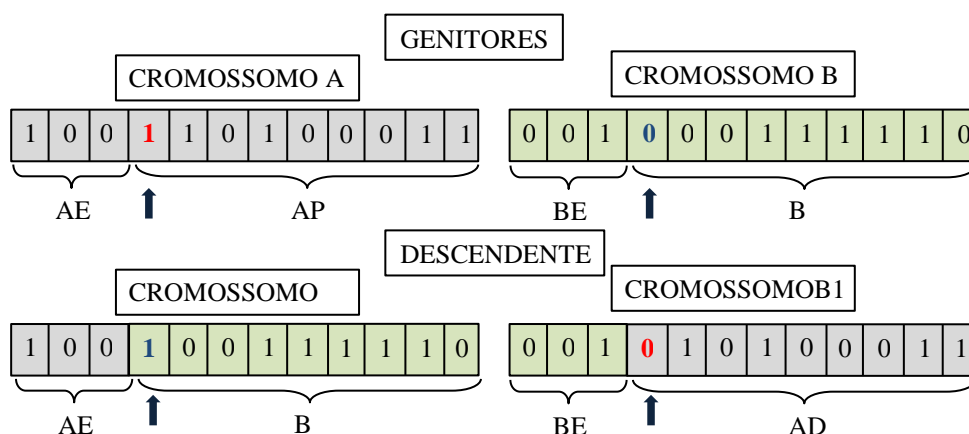 GENITORES
CROMOSSOMO A
CROMOSSOMO B
1 0 0 1 1 0 1 0 0 0 1 1
0 0 1 0 0 0 1 1 1 1 1 0
AE
AP
BE
B
DESCENDENTE
CROMOSSOMO
CROMOSSOMOB1
1 0 0 1 0 0 1 1 1 1 1 0
0 0 1 0 1 0 1 0 0 0 1 1
AE
B
BE
AD